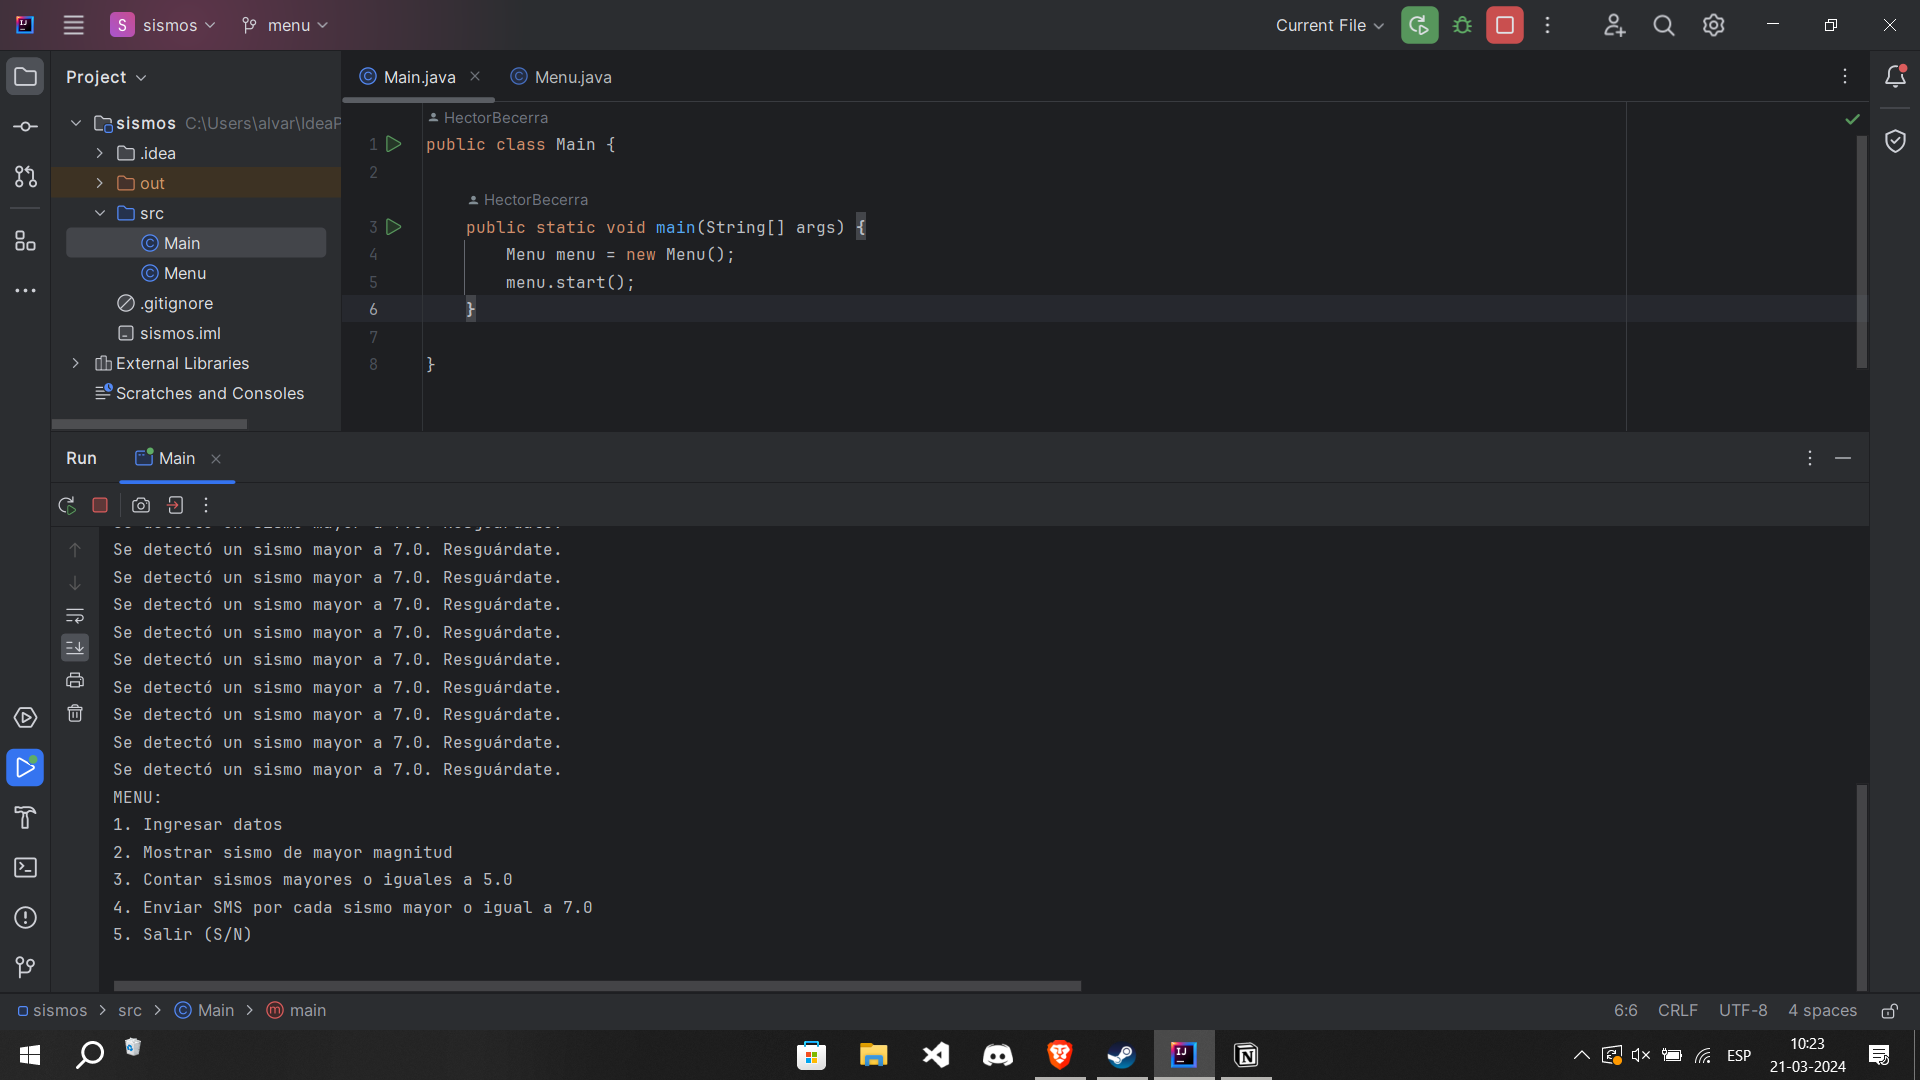 S sismos menu Current File
Project
Main.java Menu.java
sismos C:\Users\alvar\IdeaP
.idea
out
src
Main
Menu
.gitignore
sismos.iml
External Libraries
Scratches and Consoles
HectorBecerra
1 public class Main {
2
HectorBecerra
3 public static void main(String[] args) {
4 Menu menu = new Menu();
5 menu.start();
6 }
7
8 }
Run Main
Se detectó un sismo mayor a 7.0. Resguárdate.
Se detectó un sismo mayor a 7.0. Resguárdate.
Se detectó un sismo mayor a 7.0. Resguárdate.
Se detectó un sismo mayor a 7.0. Resguárdate.
Se detectó un sismo mayor a 7.0. Resguárdate.
Se detectó un sismo mayor a 7.0. Resguárdate.
Se detectó un sismo mayor a 7.0. Resguárdate.
Se detectó un sismo mayor a 7.0. Resguárdate.
Se detectó un sismo mayor a 7.0. Resguárdate.
MENU:
1. Ingresar datos
2. Mostrar sismo de mayor magnitud
3. Contar sismos mayores o iguales a 5.0
4. Enviar SMS por cada sismo mayor o igual a 7.0
5. Salir (S/N)
sismos > src > Main > main 6:6 CRLF UTF-8 4 spaces
ESP
10:23
21-03-2024